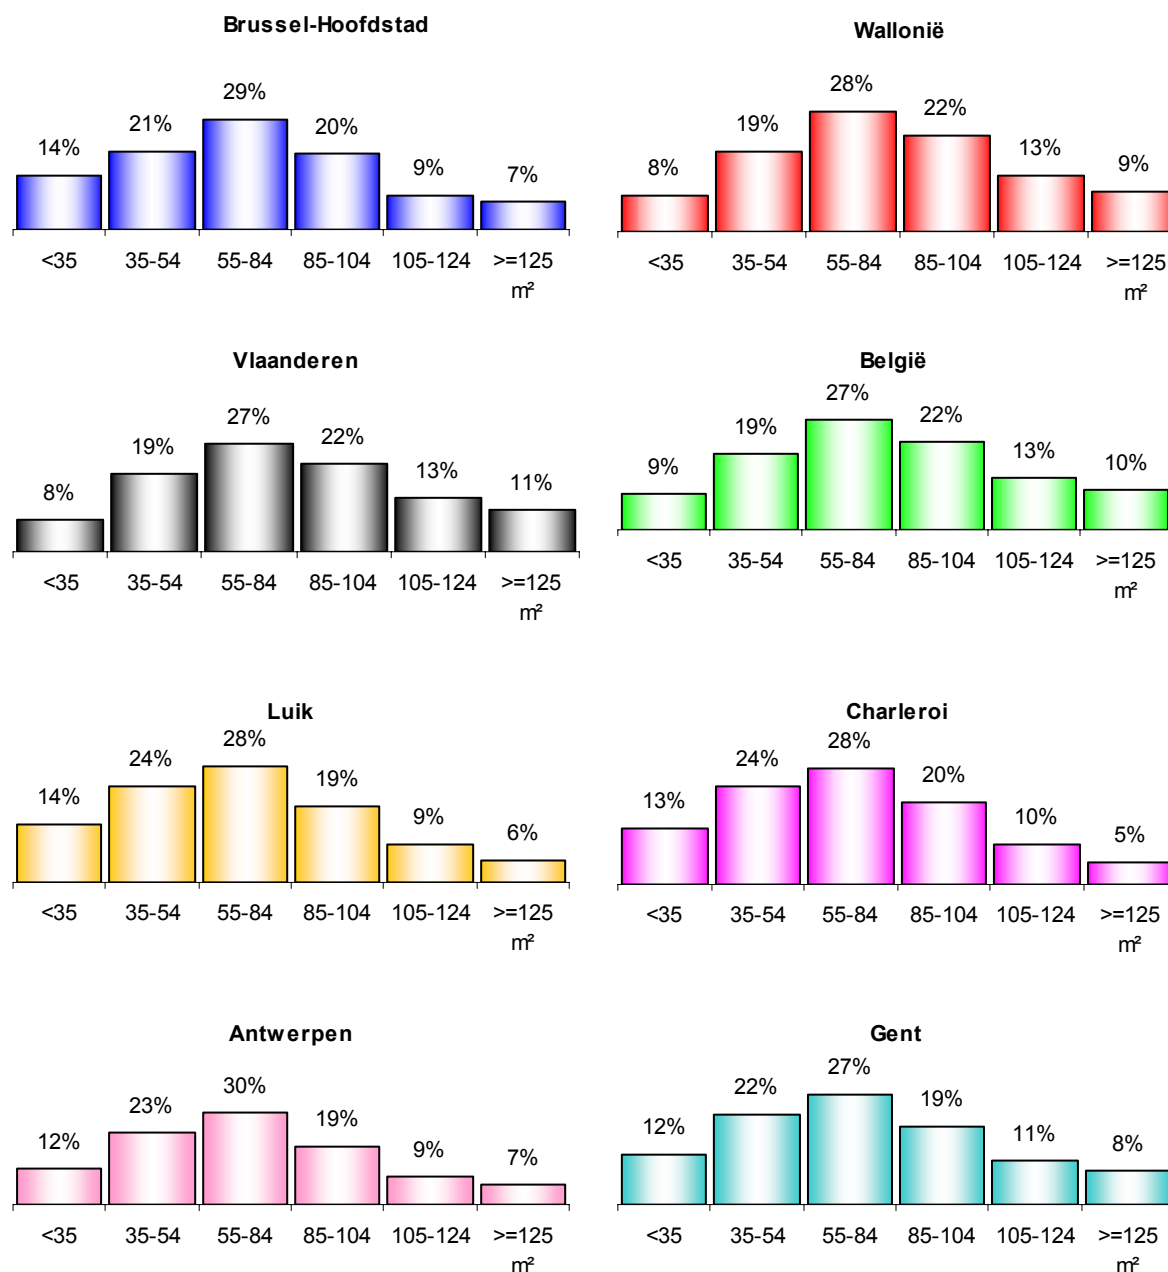 Brussel-Hoofdstad
14% 21% 29% 20% 9% 7%
<35 35-54 55-84 85-104 105-124 >=125
m²
Wallonië
8% 19% 28% 22% 13% 9%
<35 35-54 55-84 85-104 105-124 >=125
m²
Vlaanderen
8% 19% 27% 22% 13% 11%
<35 35-54 55-84 85-104 105-124 >=125
m²
België
9% 19% 27% 22% 13% 10%
<35 35-54 55-84 85-104 105-124 >=125
m²
Luik
14% 24% 28% 19% 9% 6%
<35 35-54 55-84 85-104 105-124 >=125
m²
Charleroi
13% 24% 28% 20% 10% 5%
<35 35-54 55-84 85-104 105-124 >=125
m²
Antwerpen
12% 23% 30% 19% 9% 7%
<35 35-54 55-84 85-104 105-124 >=125
m²
Gent
12% 22% 27% 19% 11% 8%
<35 35-54 55-84 85-104 105-124 >=125
m²